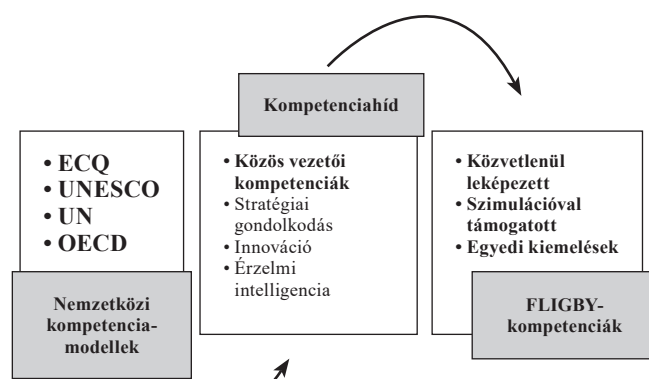 Kompetenciahíd
• ECQ
• UNESCO
• UN
• OECD
Nemzetközi
kompetencia-
modellek
• Közös vezetői
kompetenciák
• Stratégiai
gondolkodás
• Innováció
• Érzelmi
intelligencia
• Közvetlenül
leképezett
• Szimulációval
támogatott
• Egyedi kiemelések
FLIGBY-
kompetenciák